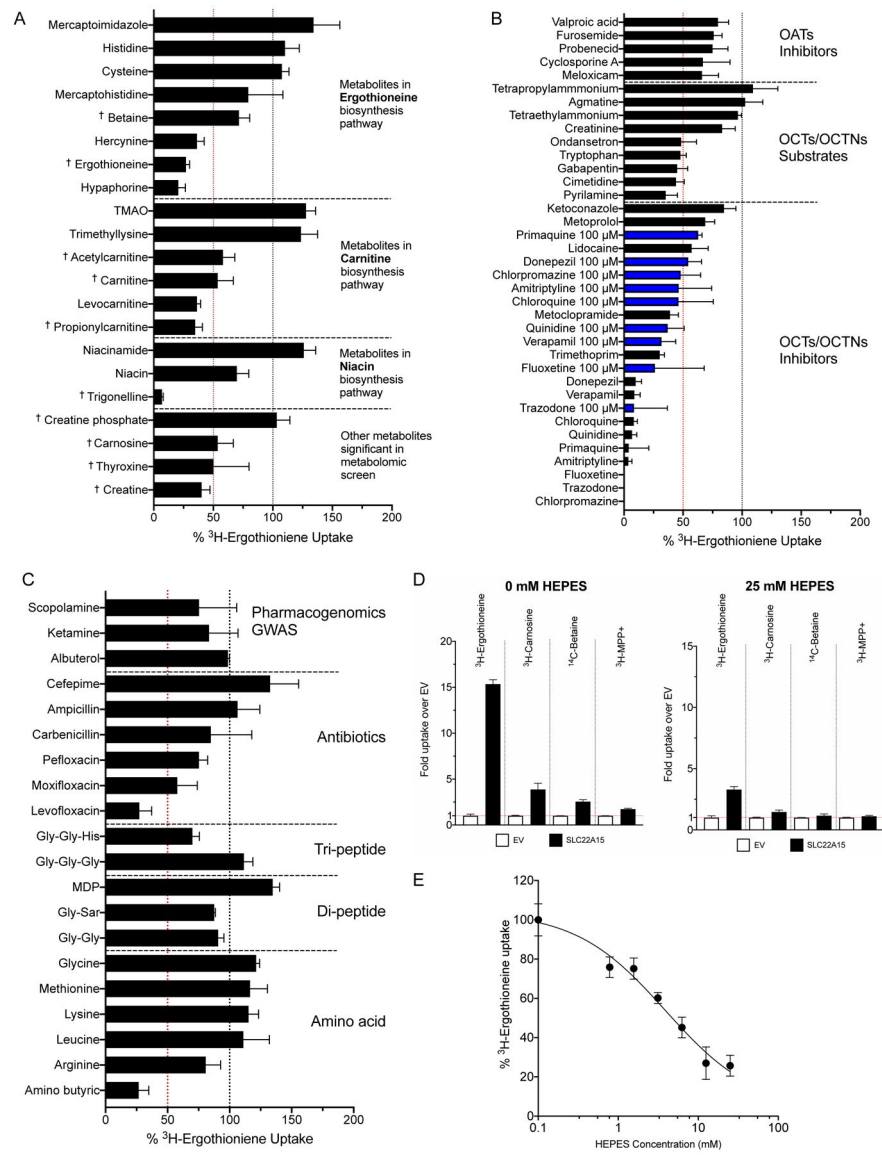 A
Mercaptoimidazole
Histidine
Cysteine
Mercaptohistidine
† Betaine
Hercynine
† Ergothioneine
Hypaphorine
TMAO
Trimethyllysine
† Acetylcarnitine
† Carnitine
Levocarnitine
† Propionylcarnitine
Niacinamide
Niacin
† Trigonelline
† Creatine phosphate
† Carnosine
† Thyroxine
† Creatine
Metabolites in
Ergothioneine
biosynthesis
pathway
Metabolites in
Carnitine
biosynthesis
pathway
Metabolites in
Niacin
biosynthesis
pathway
Other metabolites
significant in
metabolomic
screen
0 50 100 150 200
% ³H-Ergothioniene Uptake
B
Valproic acid
Furosemide
Probenecid
Cyclosporine A
Meloxicam
Tetrapropylammmonium
Agmatine
Tetraethylammonium
Creatinine
Ondansetron
Tryptophan
Gabapentin
Cimetidine
Pyrilamine
Ketoconazole
Metoprolol
Primaquine 100 µM
Lidocaine
Donepezil 100 µM
Chlorpromazine 100 µM
Amitriptyline 100 µM
Chloroquine 100 µM
Metoclopramide
Quinidine 100 µM
Verapamil 100 µM
Trimethoprim
Fluoxetine 100 µM
Donepezil
Verapamil
Trazodone 100 µM
Chloroquine
Quinidine
Primaquine
Amitriptyline
Fluoxetine
Trazodone
Chlorpromazine
OATs
Inhibitors
OCTs/OCTNs
Substrates
OCTs/OCTNs
Inhibitors
0 50 100 150 200
% ³H-Ergothioniene Uptake
C
Scopolamine
Ketamine
Albuterol
Cefepime
Ampicillin
Carbenicillin
Pefloxacin
Moxifloxacin
Levofloxacin
Gly-Gly-His
Gly-Gly-Gly
MDP
Gly-Sar
Gly-Gly
Glycine
Methionine
Lysine
Leucine
Arginine
Amino butyric
Pharmacogenomics
GWAS
Antibiotics
Tri-peptide
Di-peptide
Amino acid
0 50 100 150 200
% ³H-Ergothioniene Uptake
D
0 mM HEPES
³H-Ergothioneine
³H-Carnosine
¹⁴C-Betaine
³H-MPP+
Fold uptake over EV
20
15
10
5
1
0
EV SLC22A15
25 mM HEPES
³H-Ergothioneine
³H-Carnosine
¹⁴C-Betaine
³H-MPP+
Fold uptake over EV
15
10
5
1
0
EV SLC22A15
E
% ³H-Ergothioneine uptake
120
100
80
60
40
20
0
0.1 1 10 100
HEPES Concentration (mM)